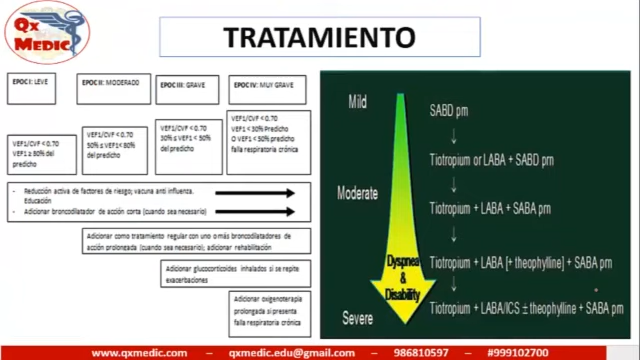 Qx
MEDIC
TRATAMIENTO
EPOC I: LEVE
EPOC II: MODERADO
EPOC III: GRAVE
EPOC IV: MUY GRAVE
VEF1/CVF < 0.70
VEF1 ≥ 80% del
predicho
VEF1/CVF < 0.70
50% ≤ VEF1< 80%
del predicho
VEF1/CVF < 0.70
30% ≤ VEF1 < 50%
del predicho
VEF1/CVF < 0.70
VEF1 < 30% Predicho
O VEF1 < 50% predicho
falla respiratoria crónica
- Reducción activa de factores de riesgo; vacuna anti influenza.
Educación
- Adicionar broncodilatador de acción corta (cuando sea necesario)
Adicionar como tratamiento regular con uno o más broncodilatadores de
acción prolongada (cuando sea necesario); adicionar rehabilitación
Adicionar glucocorticoides inhalados si se repite
exacerbaciones
Adicionar oxigenoterapia
prolongada si presenta
falla respiratoria crónica
Mild
Moderate
Severe
Dyspnea
&
Disability
SABD prn
Tiotropium or LABA + SABD prn
Tiotropium + LABA + SABA prn
Tiotropium + LABA [+ theophylline] + SABA prn
Tiotropium + LABA/ICS ± theophylline + SABA prn
www.qxmedic.com – qxmedic.edu@gmail.com – 986810597 – #999102700